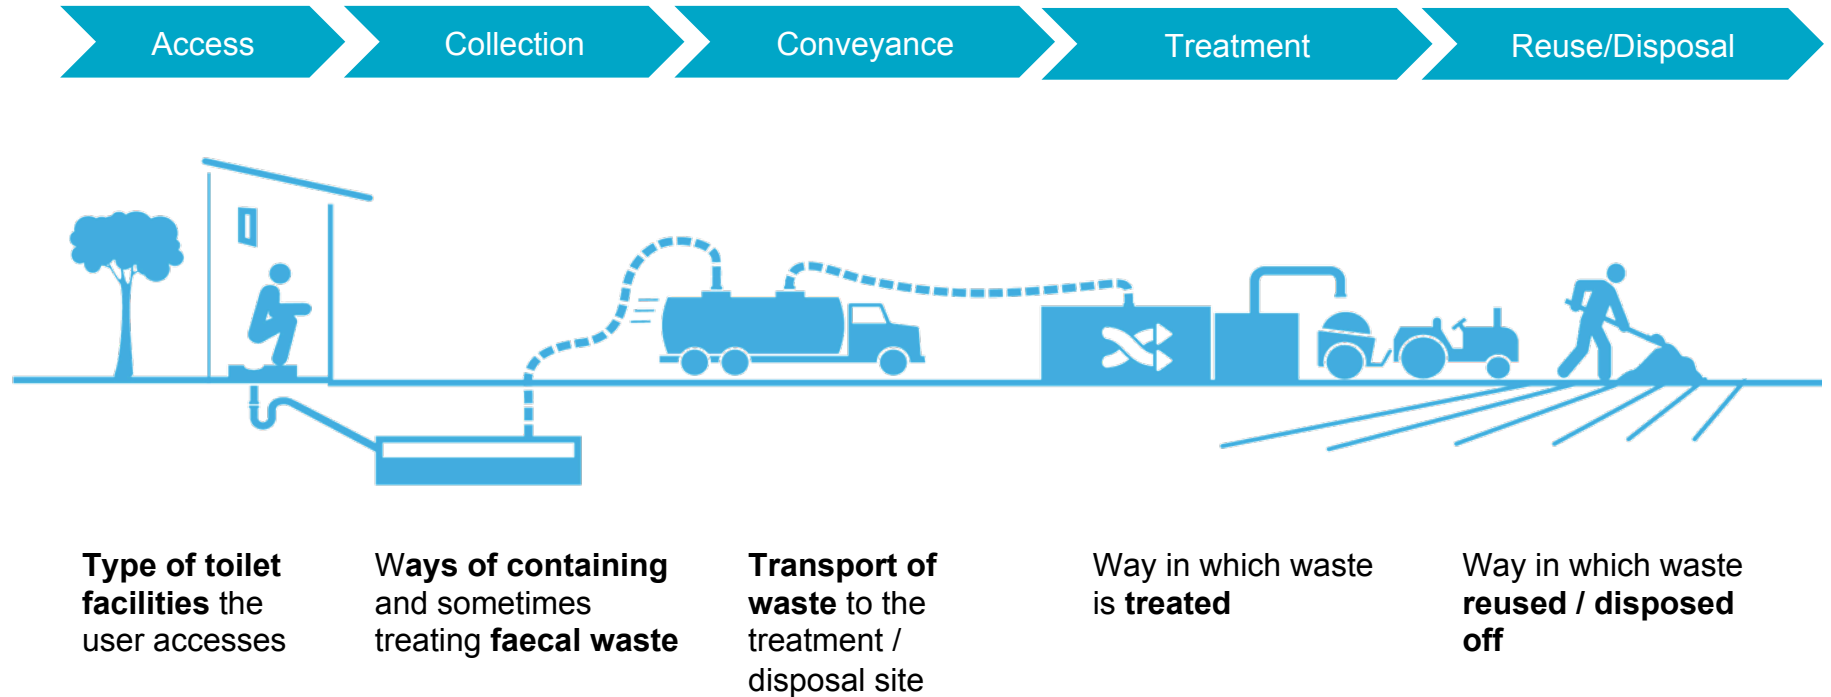 Access
Collection
Conveyance
Treatment
Reuse/Disposal
Type of toilet
facilities the
user accesses
Ways of containing
and sometimes
treating faecal waste
Transport of
waste to the
treatment /
disposal site
Way in which waste
is treated
Way in which waste
reused / disposed
off